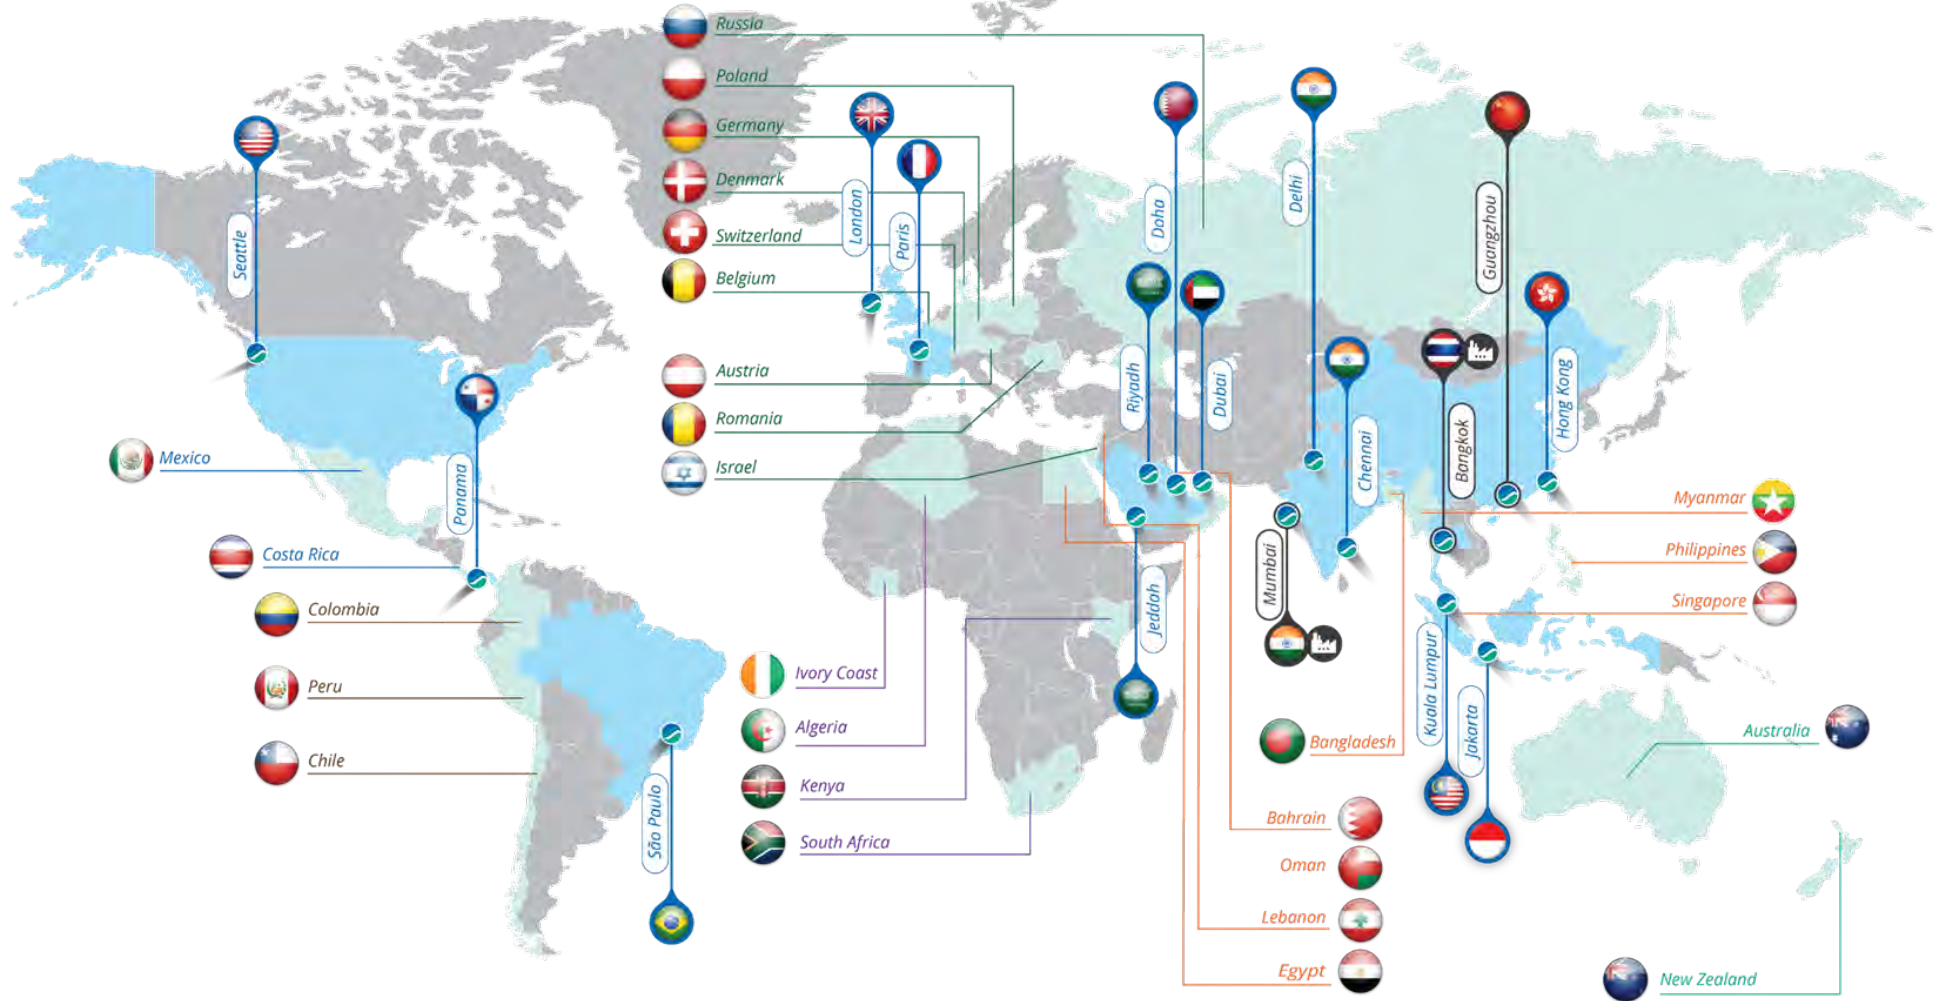 Russia
Poland
Germany
Denmark
Switzerland
Belgium
Austria
Romania
Israel
Seattle
Panama
London
Paris
Doha
Riyadh
Dubai
Delhi
Chennai
Guangzhou
Bangkok
Hong Kong
Mexico
Costa Rica
Colombia
Peru
Chile
São Paulo
Ivory Coast
Algeria
Kenya
South Africa
Jeddah
Mumbai
Kuala Lumpur
Jakarta
Myanmar
Philippines
Singapore
Bangladesh
Bahrain
Oman
Lebanon
Egypt
Australia
New Zealand